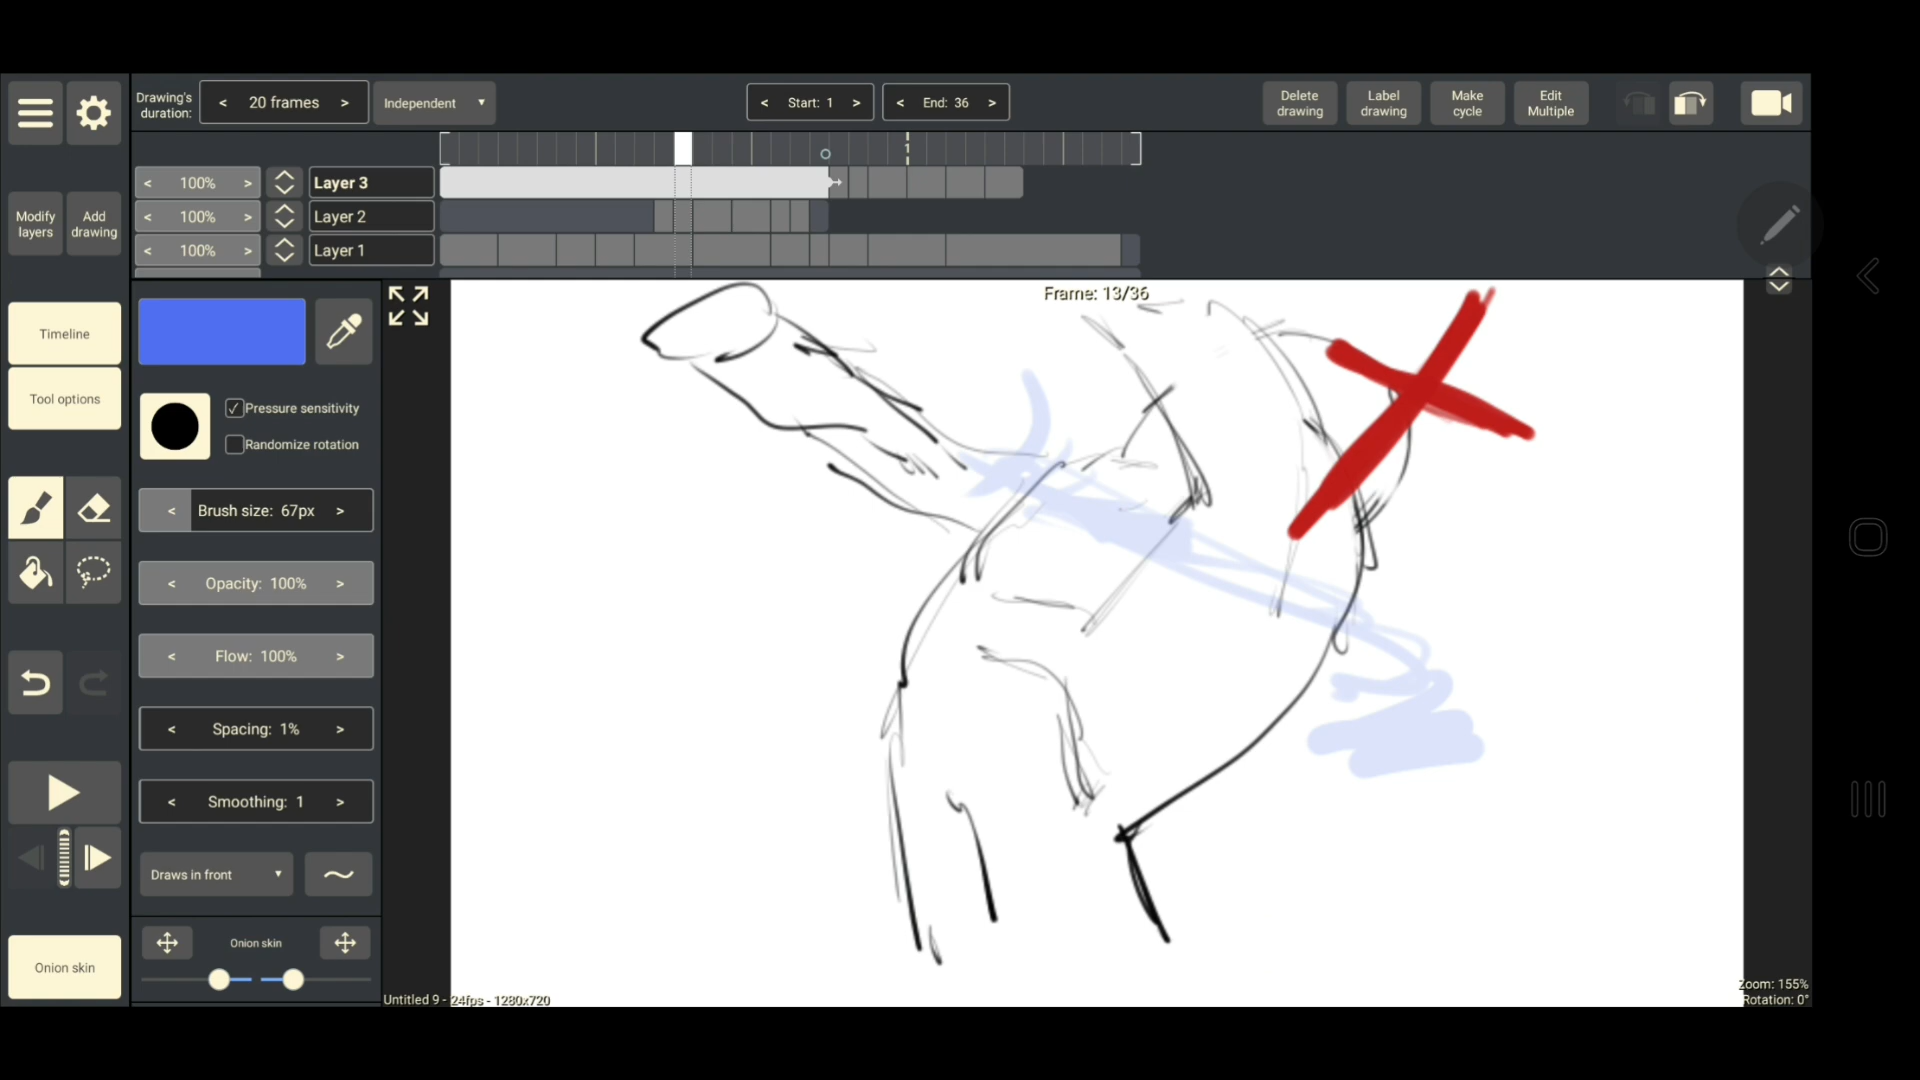 Drawing's
duration:
< 20 frames >
Independent
< Start: 1 >
< End: 36 >
Delete
drawing
Label
drawing
Make
cycle
Edit
Multiple
1
< 100% >
Layer 3
< 100% >
Layer 2
< 100% >
Layer 1
Modify
layers
Add
drawing
Frame: 13/36
Timeline
Tool options
Pressure sensitivity
Randomize rotation
< Brush size: 67px >
< Opacity: 100% >
< Flow: 100% >
< Spacing: 1% >
< Smoothing: 1 >
Draws in front
Onion skin
Onion skin
Untitled 9 - 24fps - 1280x720
Zoom: 155%
Rotation: 0°